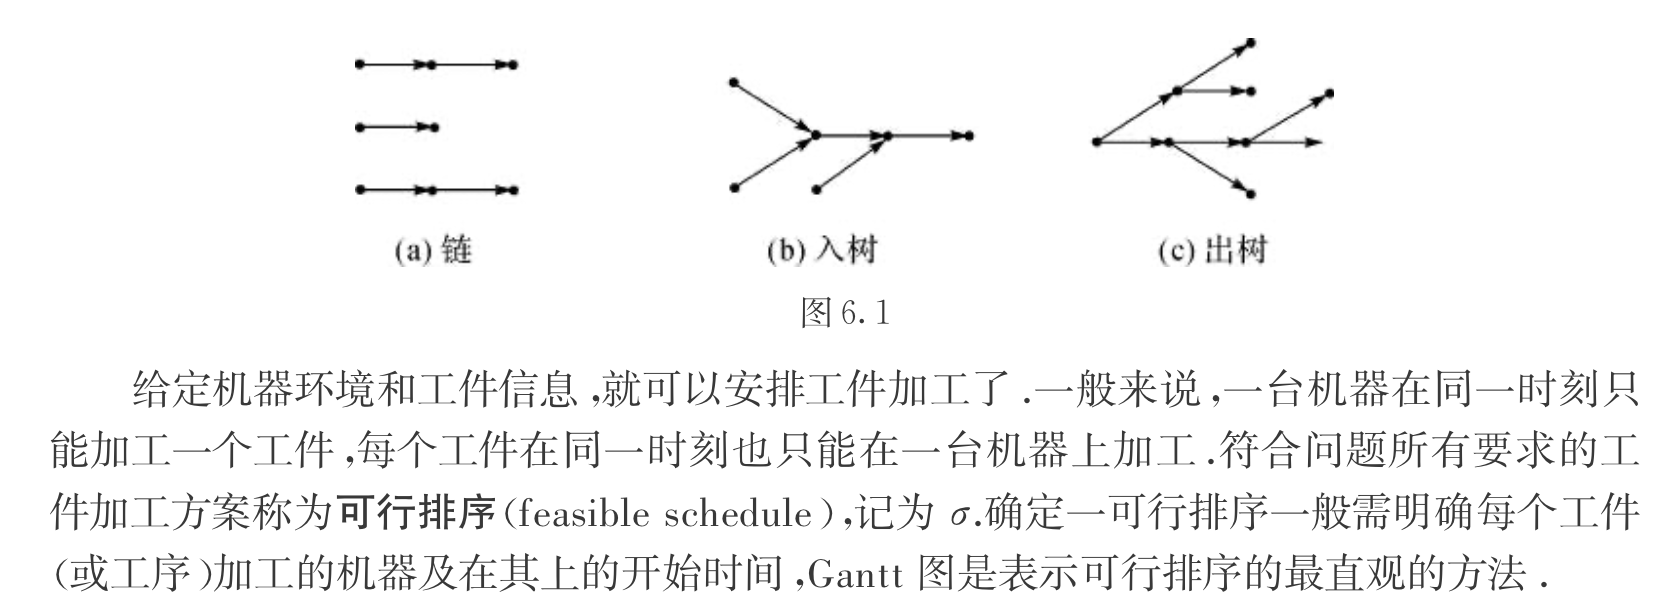 (a) 链 (b) 入树 (c) 出树
图 6.1
给定机器环境和工件信息,就可以安排工件加工了.一般来说,一台机器在同一时刻只
能加工一个工件,每个工件在同一时刻也只能在一台机器上加工.符合问题所有要求的工
件加工方案称为可行排序(feasible schedule),记为 σ.确定一可行排序一般需明确每个工件
(或工序)加工的机器及在其上的开始时间,Gantt 图是表示可行排序的最直观的方法.